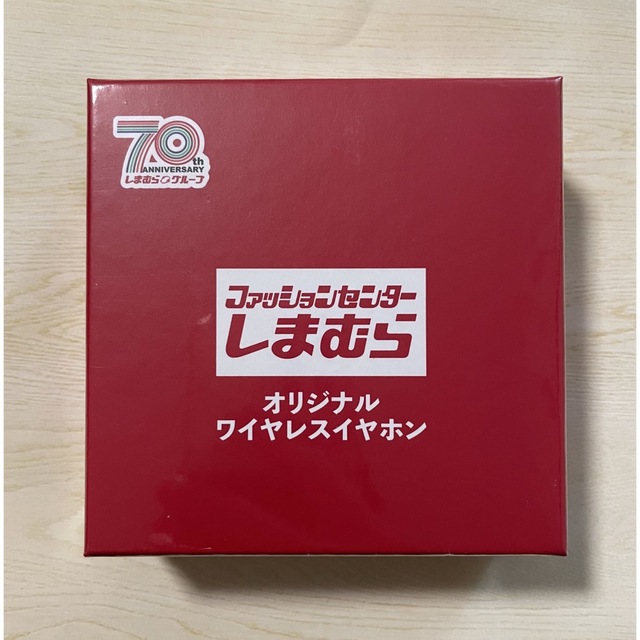 70th
ANNIVERSARY
しまむらグループ
ファッションセンター
しまむら
オリジナル
ワイヤレスイヤホン